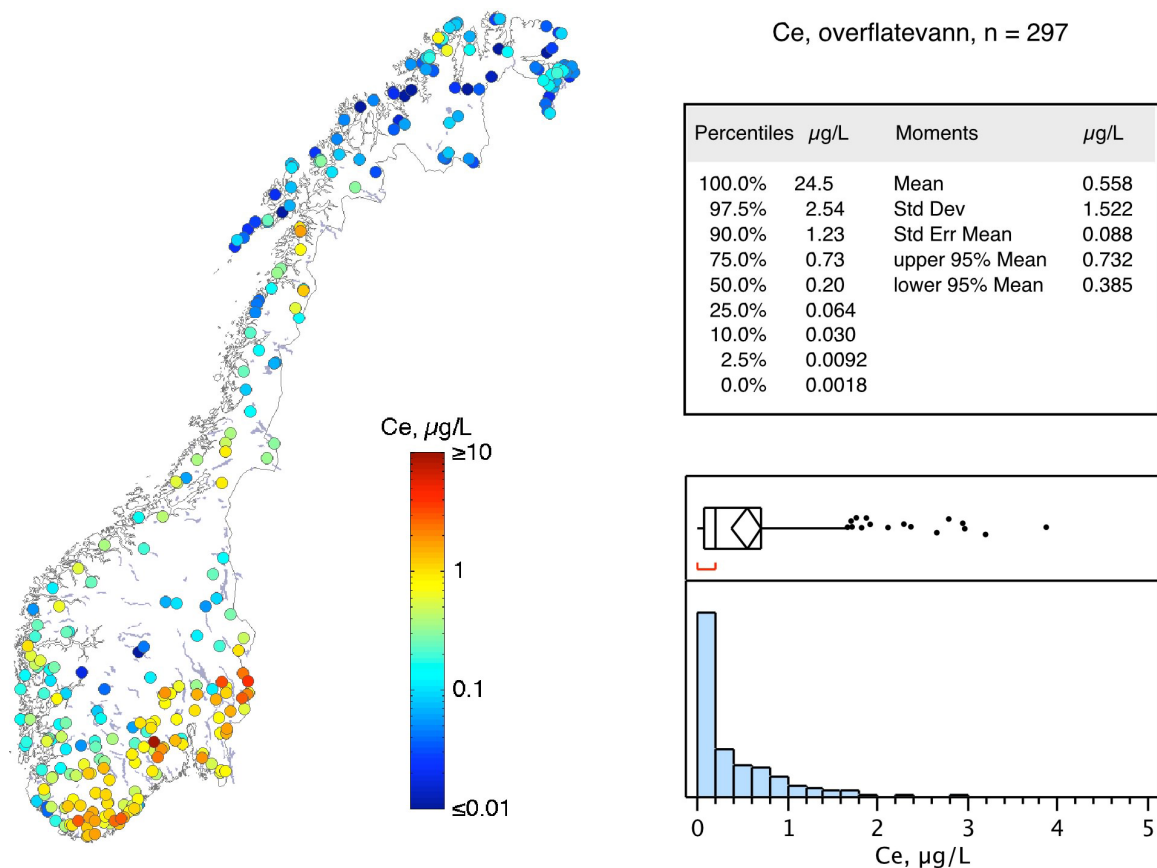 Ce, overflatevann, n = 297
Percentiles µg/L Moments µg/L
100.0% 24.5 Mean 0.558
97.5% 2.54 Std Dev 1.522
90.0% 1.23 Std Err Mean 0.088
75.0% 0.73 upper 95% Mean 0.732
50.0% 0.20 lower 95% Mean 0.385
25.0% 0.064
10.0% 0.030
2.5% 0.0092
0.0% 0.0018
Ce, µg/L
≥10
1
0.1
≤0.01
0 1 2 3 4 5
Ce, µg/L